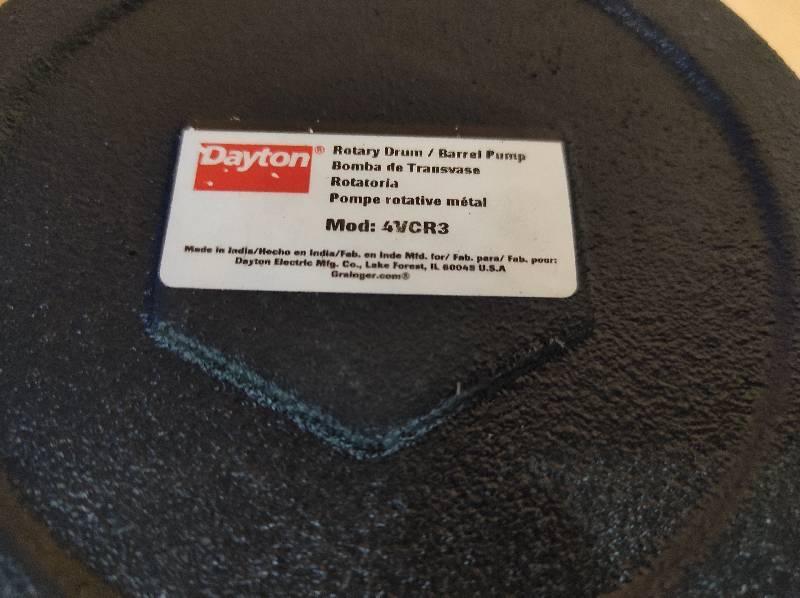 Dayton®
Rotary Drum / Barrel Pump
Bomba de Transvase
Rotatoria
Pompe rotative métal
Mod: 4VCR3
Made in India/Hecho en India/Fab. en Inde Mfd. for/ Fab. para/ Fab. pour:
Dayton Electric Mfg. Co., Lake Forest, IL 60045 U.S.A
Grainger.com®